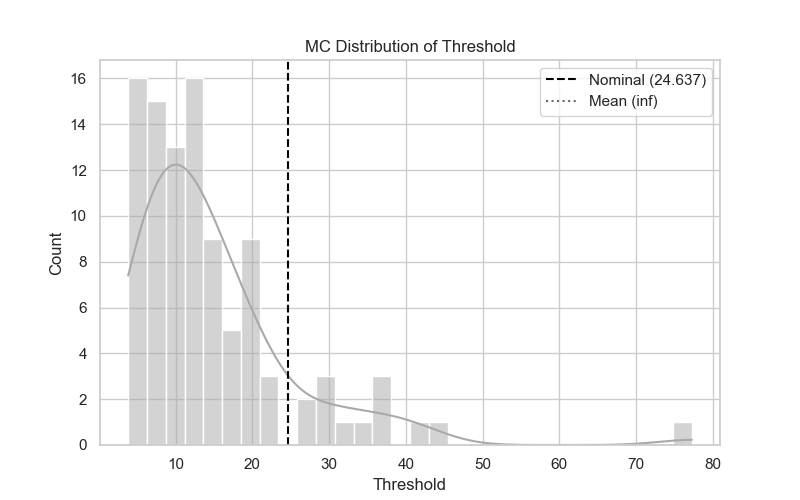 MC Distribution of Threshold
Nominal (24.637)
Mean (inf)
16
14
12
10
8
6
4
2
0
Count
10 20 30 40 50 60 70 80
Threshold